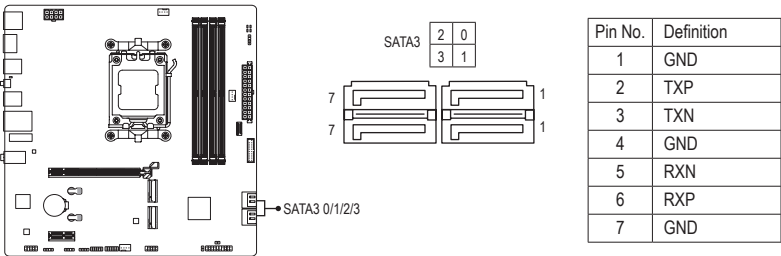 SATA3
2 0
3 1
7 1
7 1
SATA3 0/1/2/3
Pin No. Definition
1 GND
2 TXP
3 TXN
4 GND
5 RXN
6 RXP
7 GND